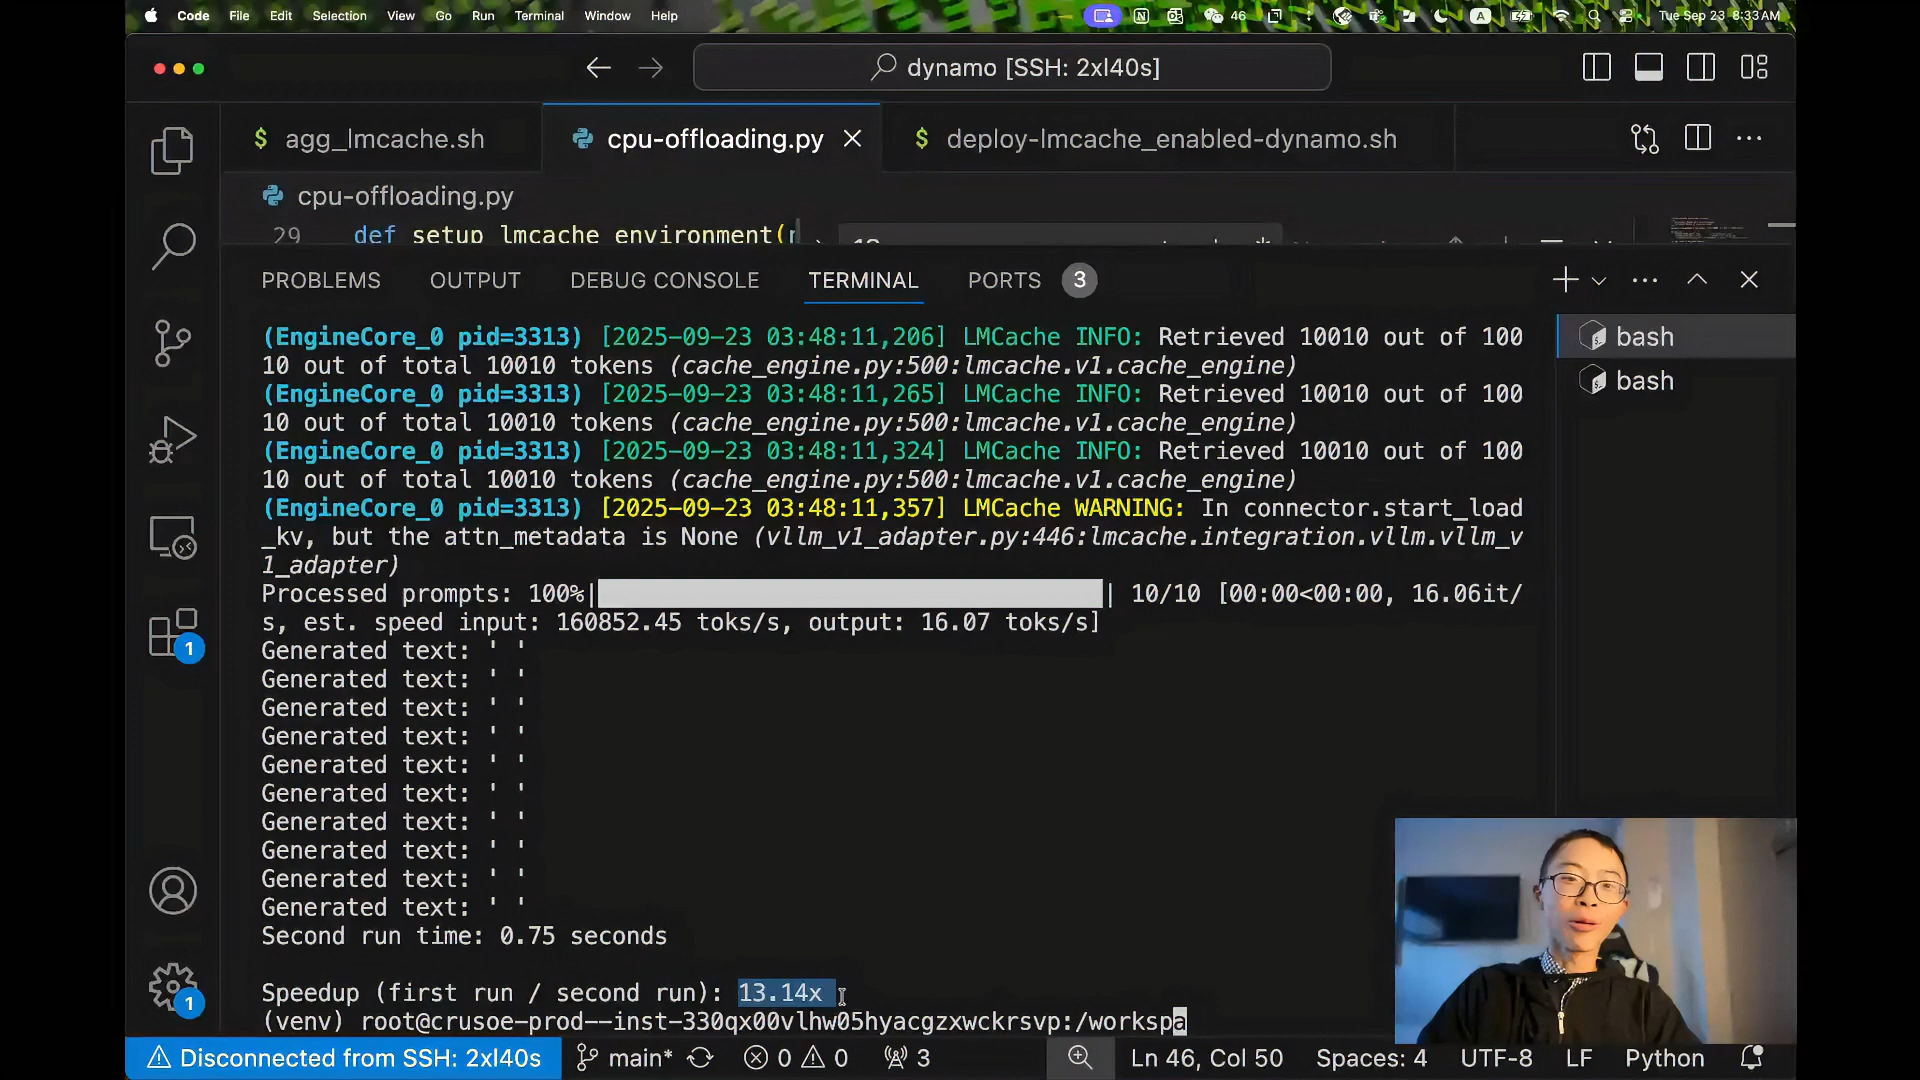 Code File Edit Selection View Go Run Terminal Window Help 46 A Tue Sep 23 8:33 AM
dynamo [SSH: 2xl40s]
$ agg_lmcache.sh cpu-offloading.py $ deploy-lmcache_enabled-dynamo.sh
cpu-offloading.py
29 def setup_lmcache_environment(
PROBLEMS OUTPUT DEBUG CONSOLE TERMINAL PORTS 3
bash
bash
(EngineCore_0 pid=3313) [2025-09-23 03:48:11,206] LMCache INFO: Retrieved 10010 out of 100
10 out of total 10010 tokens (cache_engine.py:500:lmcache.v1.cache_engine)
(EngineCore_0 pid=3313) [2025-09-23 03:48:11,265] LMCache INFO: Retrieved 10010 out of 100
10 out of total 10010 tokens (cache_engine.py:500:lmcache.v1.cache_engine)
(EngineCore_0 pid=3313) [2025-09-23 03:48:11,324] LMCache INFO: Retrieved 10010 out of 100
10 out of total 10010 tokens (cache_engine.py:500:lmcache.v1.cache_engine)
(EngineCore_0 pid=3313) [2025-09-23 03:48:11,357] LMCache WARNING: In connector.start_load
_kv, but the attn_metadata is None (vllm_v1_adapter.py:446:lmcache.integration.vllm.vllm_v
1_adapter)
Processed prompts: 100%| | 10/10 [00:00<00:00, 16.06it/
s, est. speed input: 160852.45 toks/s, output: 16.07 toks/s]
Generated text: ' '
Generated text: ' '
Generated text: ' '
Generated text: ' '
Generated text: ' '
Generated text: ' '
Generated text: ' '
Generated text: ' '
Generated text: ' '
Generated text: ' '
Second run time: 0.75 seconds
Speedup (first run / second run): 13.14x
(venv) root@crusoe-prod--inst-330qx00vlhw05hyacgzxwckrsvp:/workspa
1
1
Disconnected from SSH: 2xl40s main* 0 0 3 Ln 46, Col 50 Spaces: 4 UTF-8 LF Python